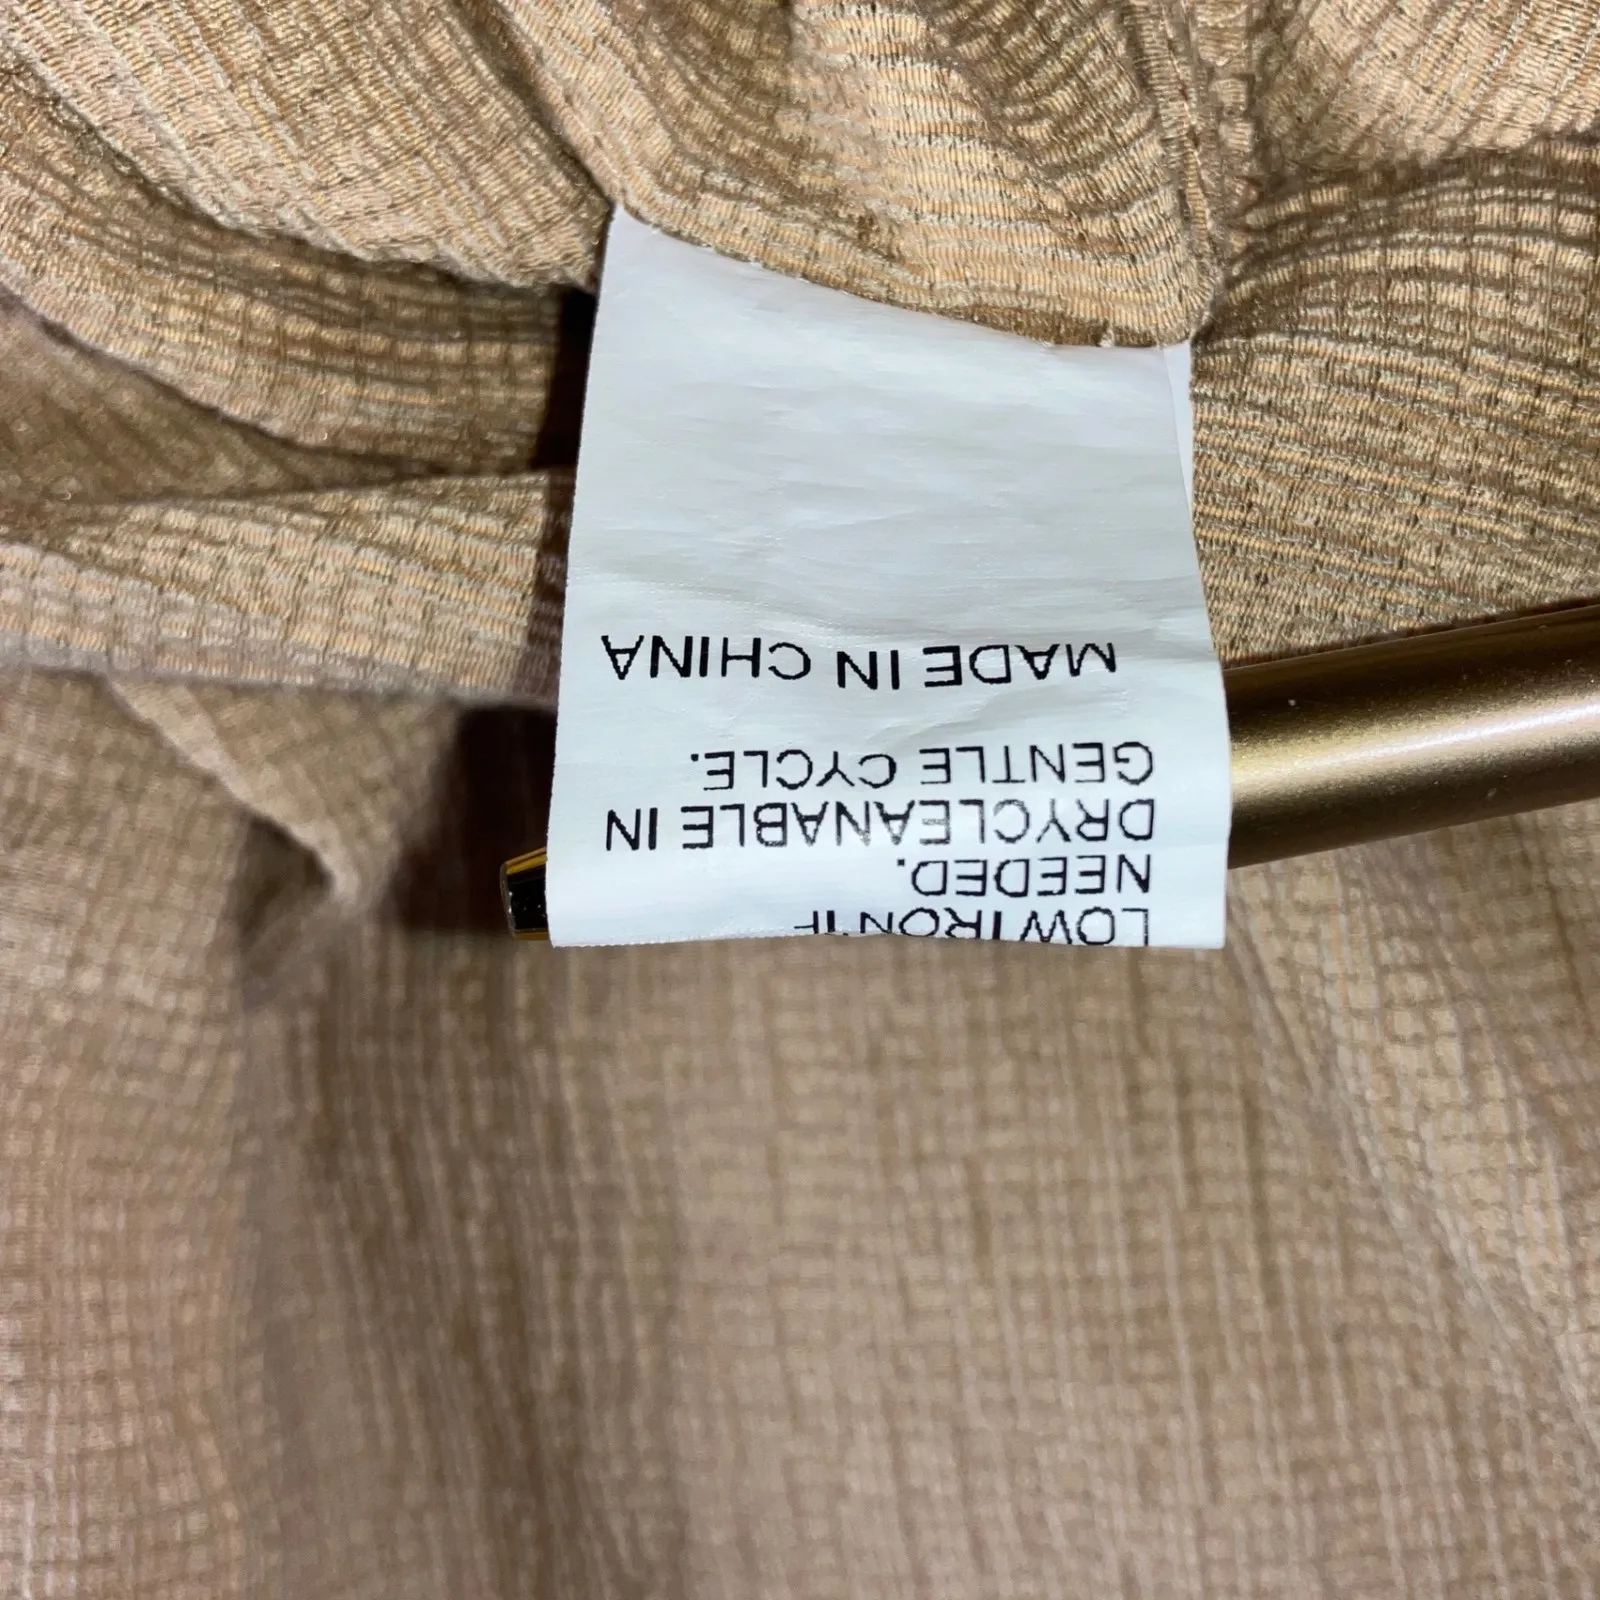 LOW IRON IF
NEEDED.
DRYCLEANABLE IN
GENTLE CYCLE.
MADE IN CHINA